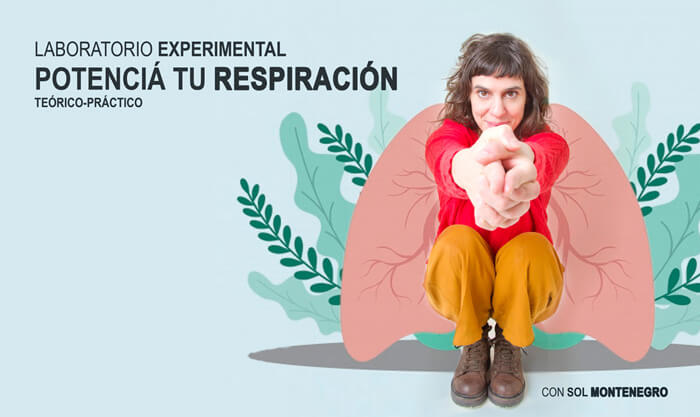 LABORATORIO EXPERIMENTAL
POTENCIÁ TU RESPIRACIÓN
TEÓRICO-PRÁCTICO
CON SOL MONTENEGRO